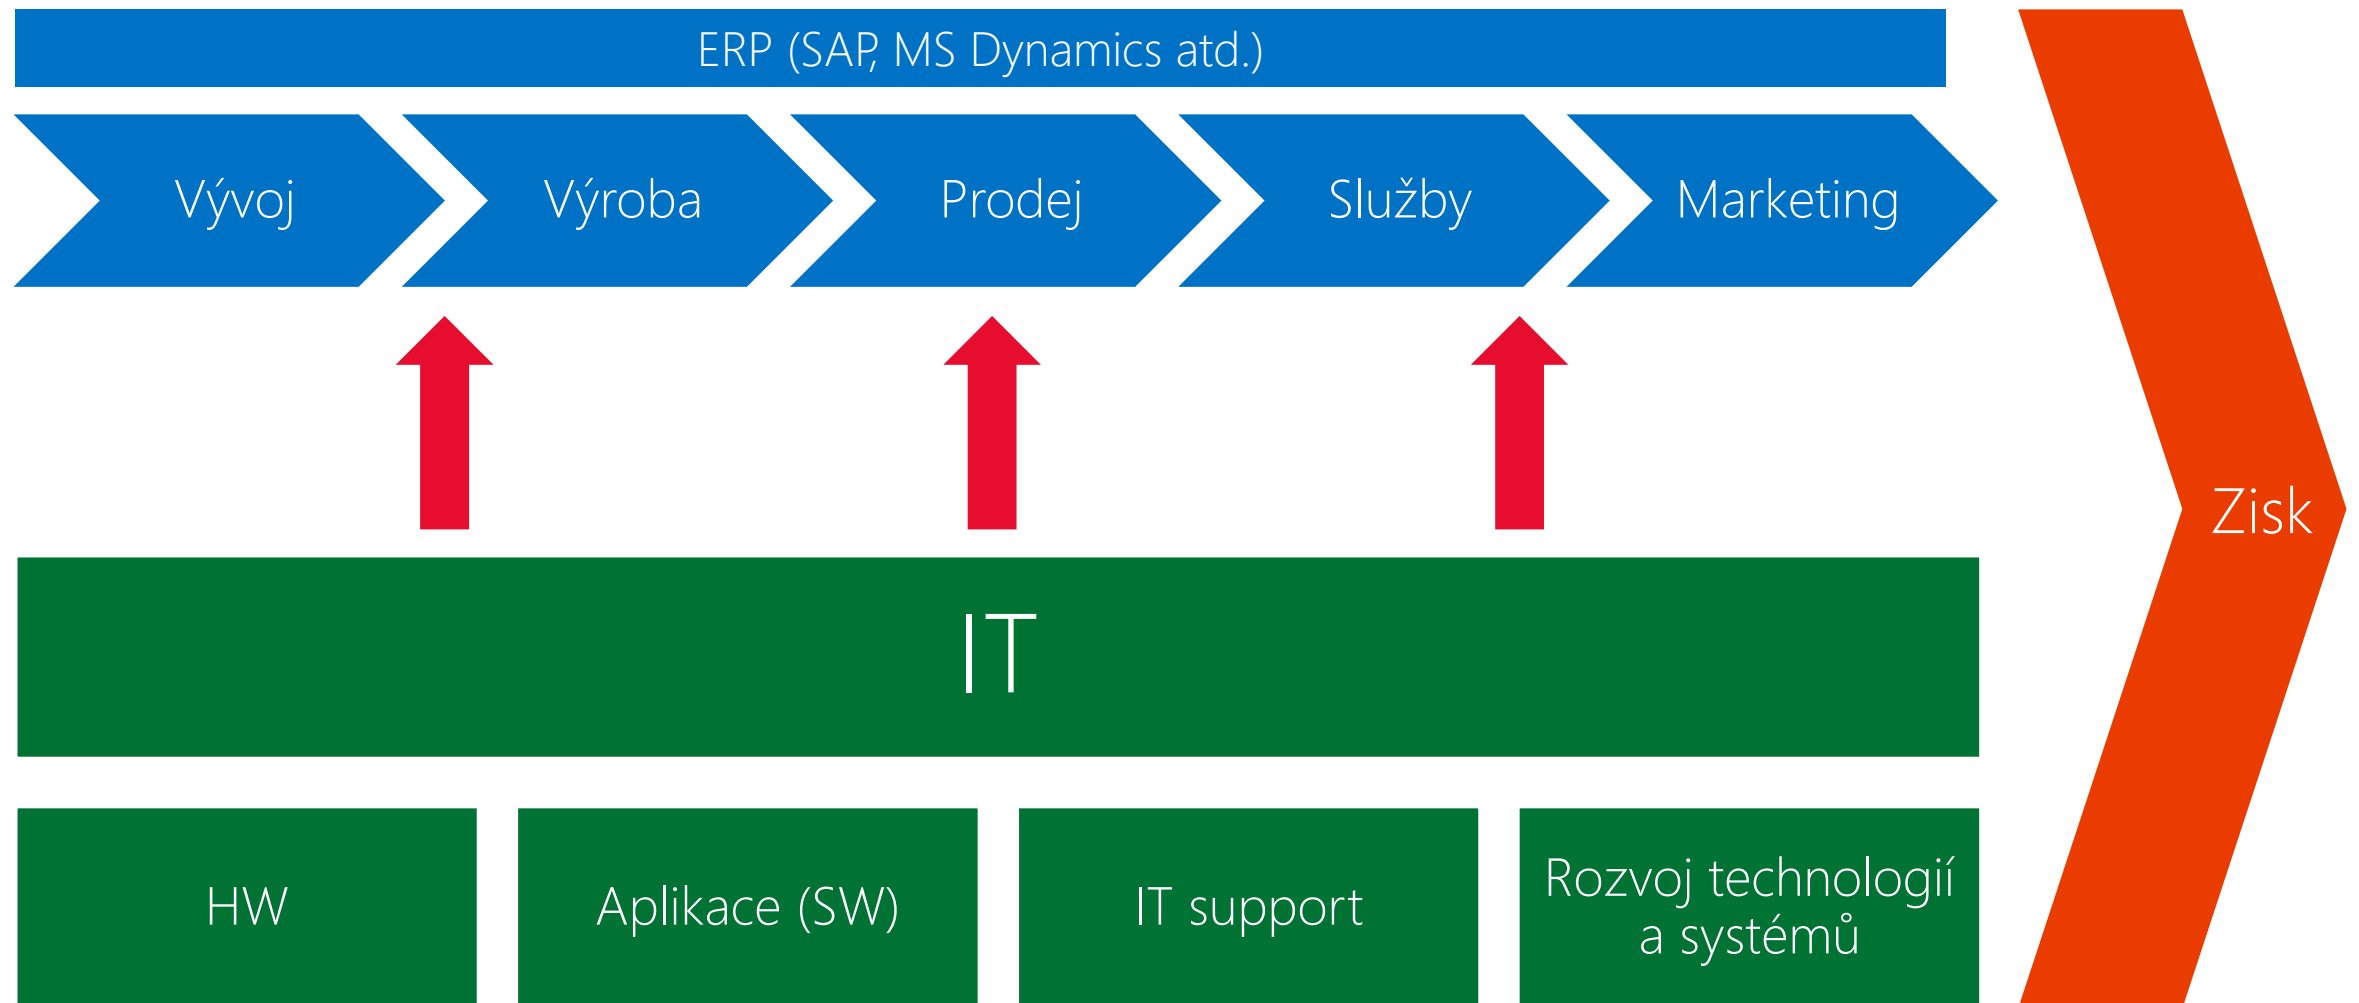 ERP (SAP, MS Dynamics atd.)
Vývoj
Výroba
Prodej
Služby
Marketing
Zisk
IT
HW
Aplikace (SW)
IT support
Rozvoj technologií
a systémů